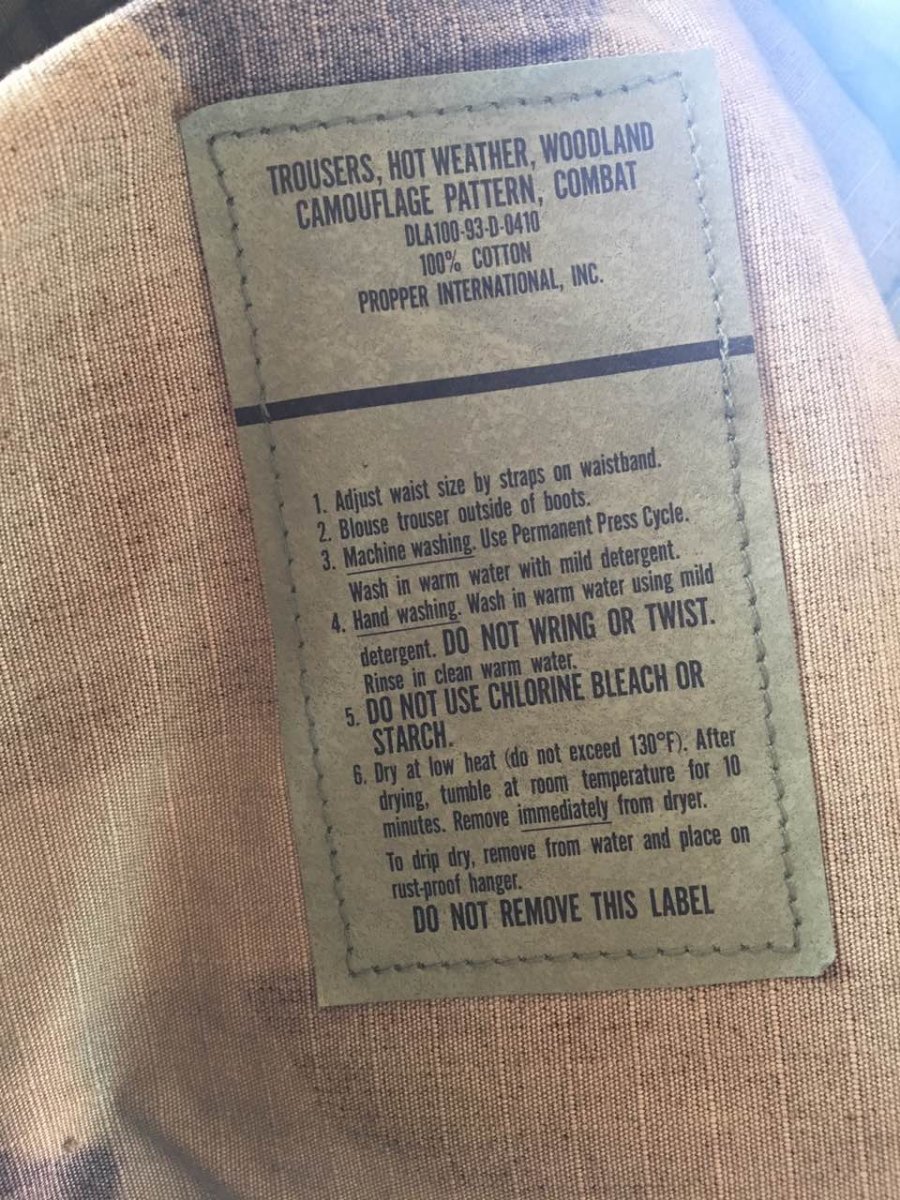 TROUSERS, HOT WEATHER, WOODLAND
CAMOUFLAGE PATTERN, COMBAT
DLA100-93-D-0410
100% COTTON
PROPPER INTERNATIONAL, INC.
1. Adjust waist size by straps on waistband.
2. Blouse trouser outside of boots.
3. Machine washing. Use Permanent Press Cycle.
Wash in warm water with mild detergent.
4. Hand washing. Wash in warm water using mild
detergent. DO NOT WRING OR TWIST.
Rinse in clean warm water.
5. DO NOT USE CHLORINE BLEACH OR
STARCH.
6. Dry at low heat (do not exceed 130°F). After
drying, tumble at room temperature for 10
minutes. Remove immediately from dryer.
To drip dry, remove from water and place on
rust-proof hanger.
DO NOT REMOVE THIS LABEL